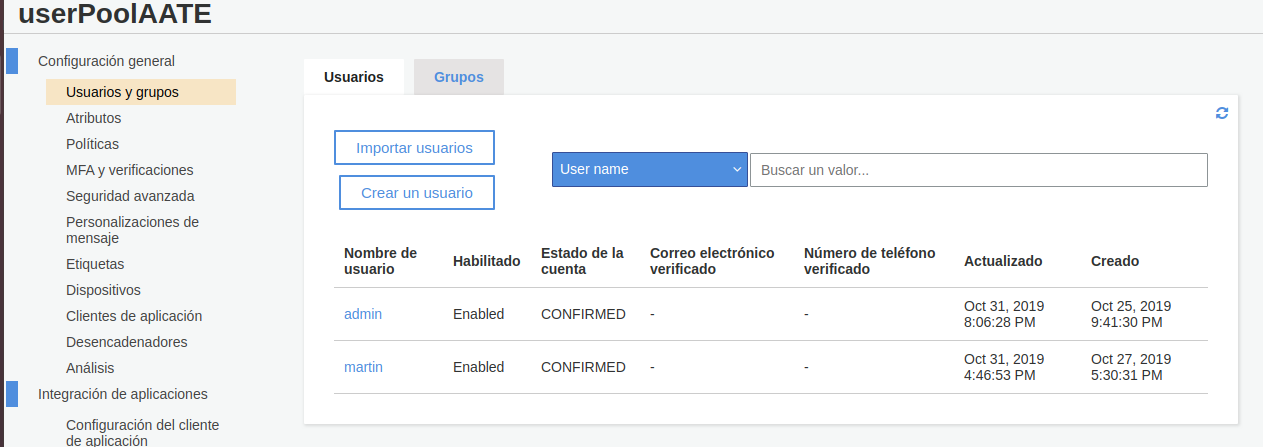 userPoolAATE
Configuración general
Usuarios y grupos
Atributos
Políticas
MFA y verificaciones
Seguridad avanzada
Personalizaciones de
mensaje
Etiquetas
Dispositivos
Clientes de aplicación
Desencadenadores
Análisis
Integración de aplicaciones
Configuración del cliente
de aplicación
Usuarios Grupos
Importar usuarios
Crear un usuario
User name Buscar un valor...
Nombre de usuario Habilitado Estado de la cuenta Correo electrónico verificado Número de teléfono verificado Actualizado Creado
admin Enabled CONFIRMED - - Oct 31, 2019 8:06:28 PM Oct 25, 2019 9:41:30 PM
martin Enabled CONFIRMED - - Oct 31, 2019 4:46:53 PM Oct 27, 2019 5:30:31 PM